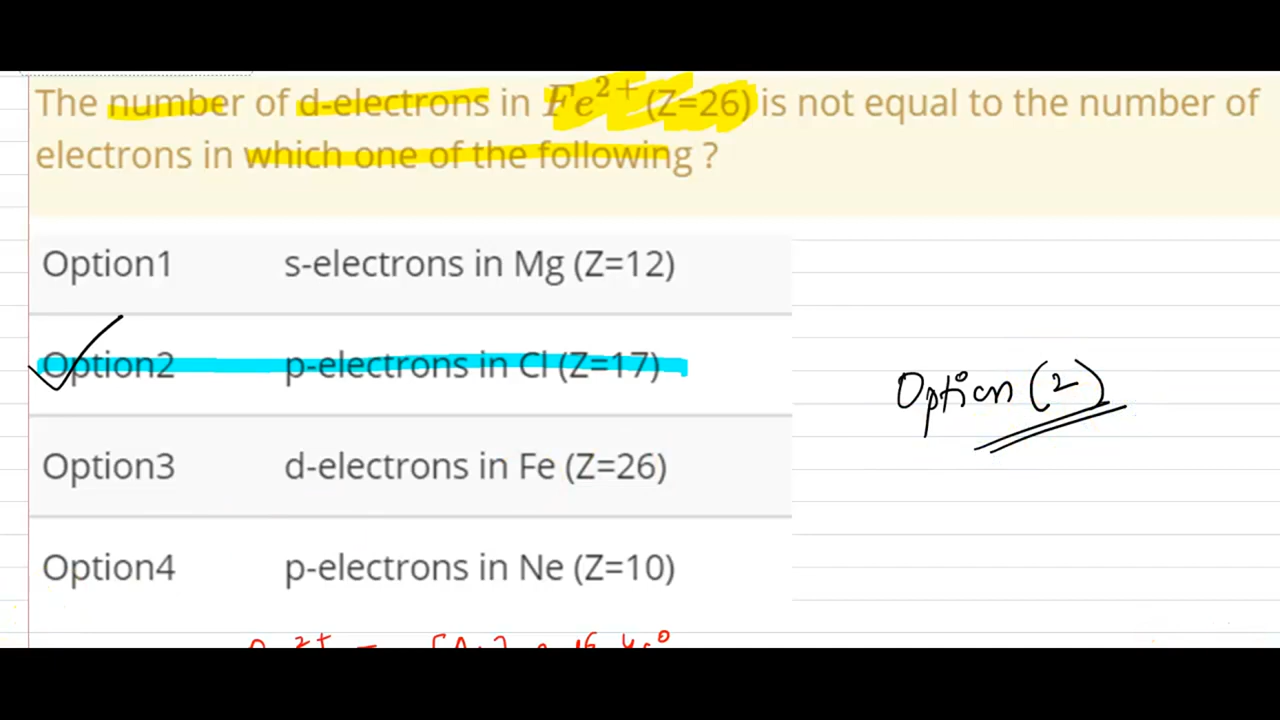 The number of d-electrons in Fe²⁺ (Z=26) is not equal to the number of
electrons in which one of the following ?
Option1 s-electrons in Mg (Z=12)
Option2 p-electrons in Cl (Z=17)
Option (2)
Option3 d-electrons in Fe (Z=26)
Option4 p-electrons in Ne (Z=10)